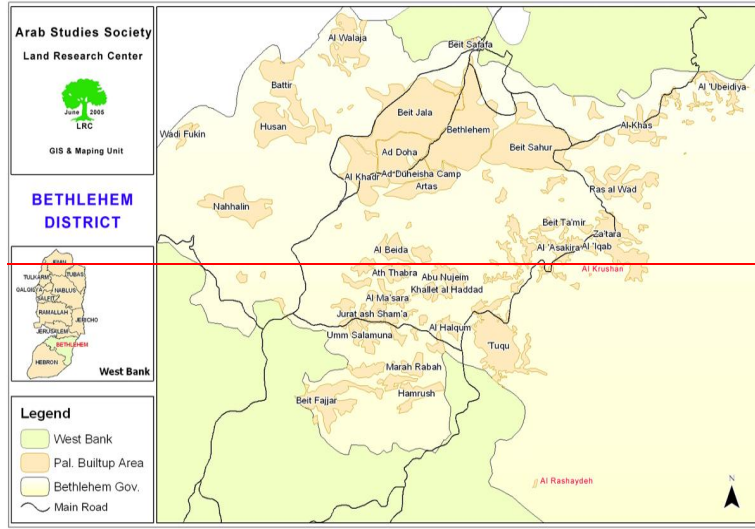 Arab Studies Society
Land Research Center
June 2006
LRC
GIS & Maping Unit
BETHLEHEM
DISTRICT
JENIN
TULKARM
TUBAS
QALQILYA
NABLUS
SALFIT
RAMALLAH
JERICHO
JERUSALEM
BETHLEHEM
HEBRON
West Bank
Legend
West Bank
Pal. Builtup Area
Bethlehem Gov.
Main Road
Al Walaja
Beit Safafa
Battir
Al 'Ubeidiya
Beit Jala
Husan
Wadi Fukin
Bethlehem
Al-Khas
Beit Sahur
Ad Doha
Al Khadr
Ad Duheisha Camp
Artas
Ras al Wad
Nahhalin
Beit Ta'mir
Za'tara
Al Beida
Al 'Asakira
Al 'Iqab
Al Krushan
Ath Thabra
Abu Nujeim
Khallet al Haddad
Al Ma'sara
Jurat ash Sham'a
Al Halqum
Umm Salamuna
'Tuqu
Marah Rabah
Hamrush
Beit Fajjar
Al Rashaydeh
N